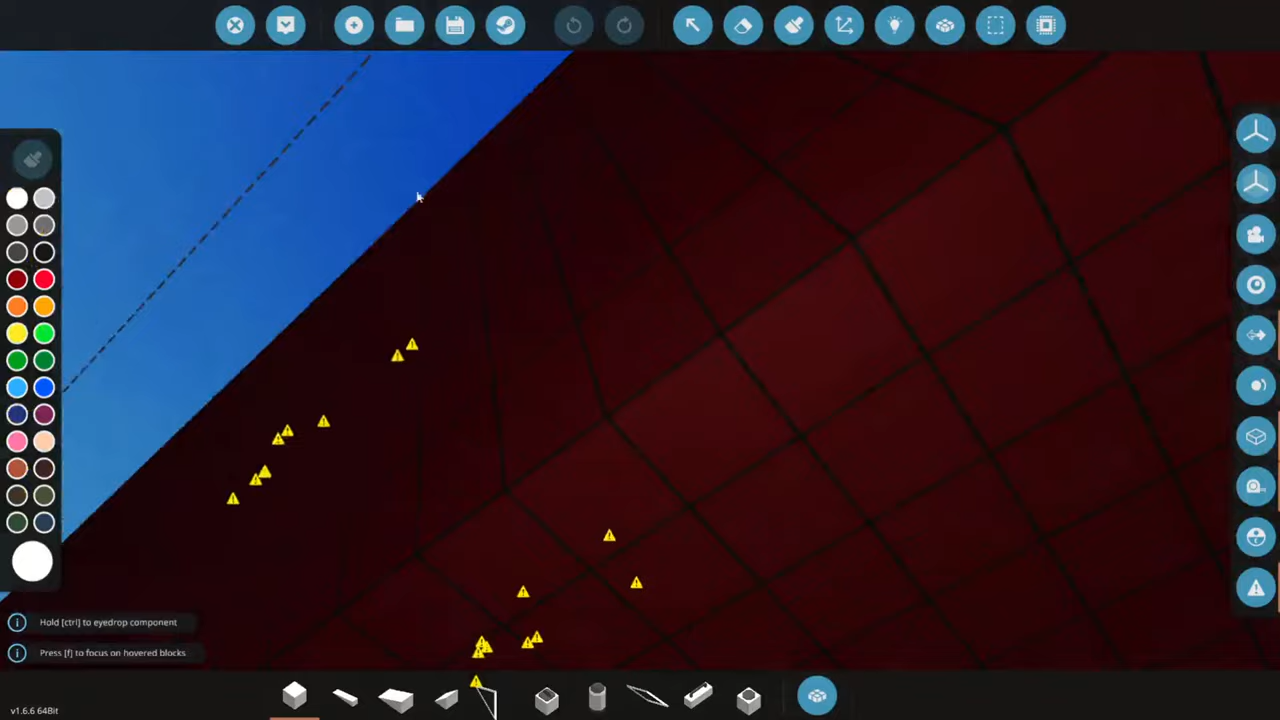 Hold [ctrl] to eyedrop component
Press [f] to focus on hovered blocks
v1.6.6 64Bit